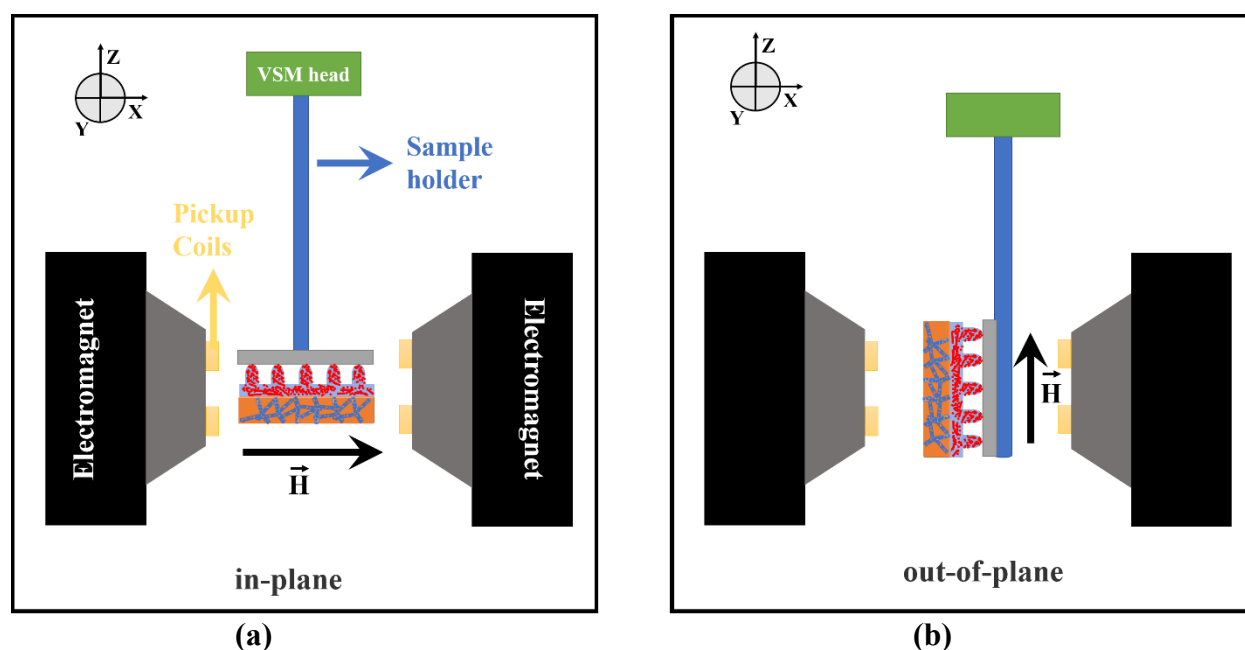 Z
X
Y
VSM head
Sample
holder
Pickup
Coils
Electromagnet
Electromagnet
H
in-plane
(a)
Z
X
Y
H
out-of-plane
(b)